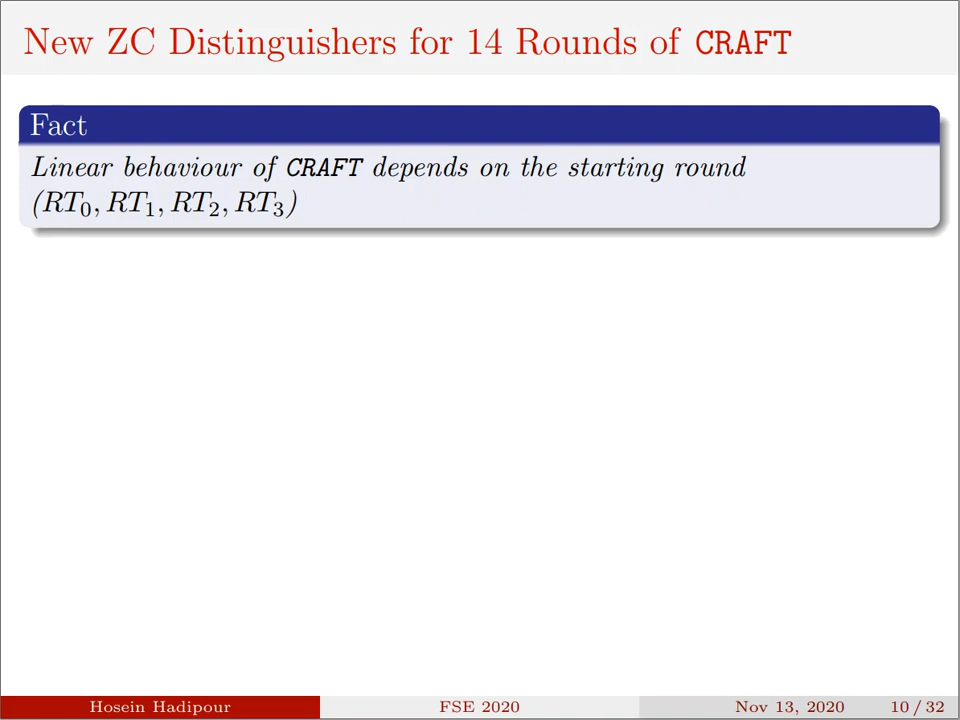 New ZC Distinguishers for 14 Rounds of CRAFT
Fact
Linear behaviour of CRAFT depends on the starting round
(RT₀, RT₁, RT₂, RT₃)
Hosein Hadipour FSE 2020 Nov 13, 2020 10 / 32